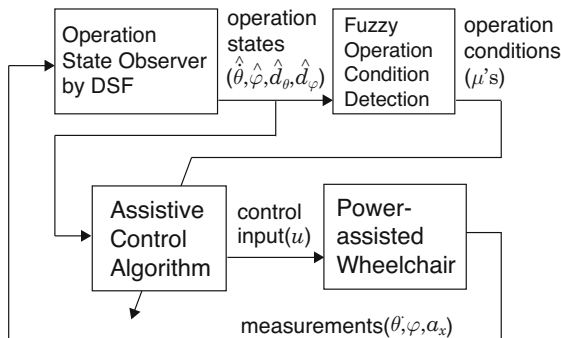 Operation
State Observer
by DSF
operation
states
(θ̇̂,φ̂,d̂_θ,d̂_φ)
Fuzzy
Operation
Condition
Detection
operation
conditions
(μ's)
Assistive
Control
Algorithm
control
input(u)
Power-
assisted
Wheelchair
measurements(θ̇,φ,a_x)